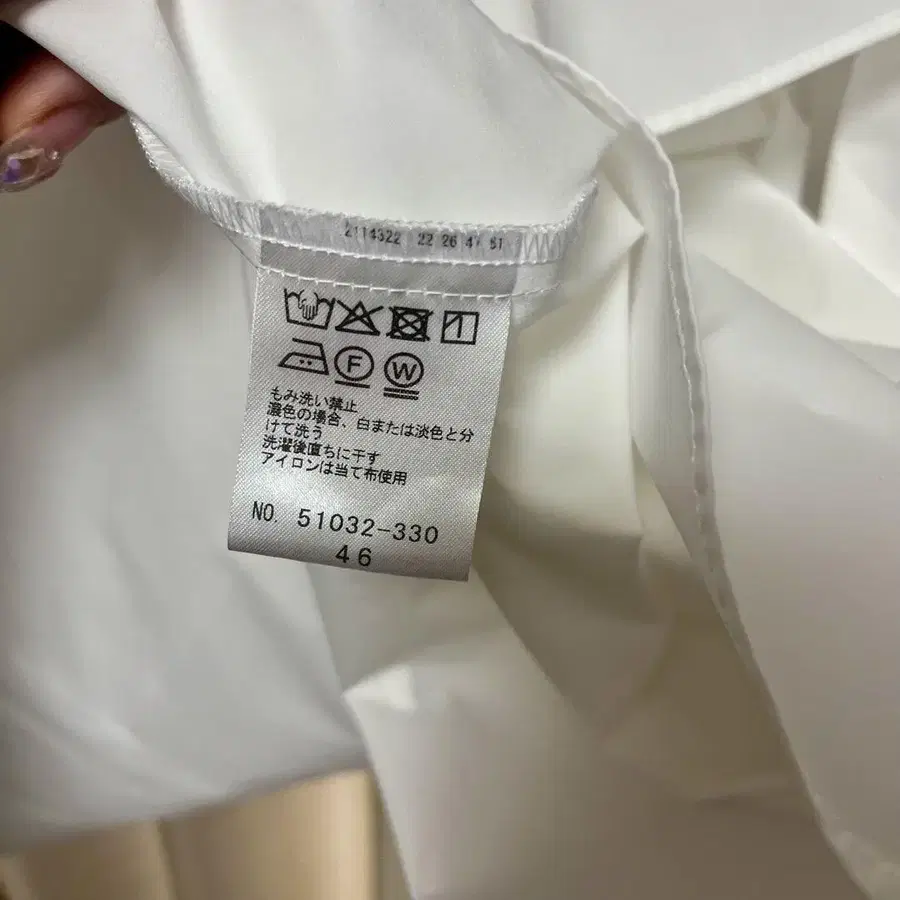 2114322 22 26 47 51
F W
もみ洗い禁止
濃色の場合、白または淡色と分
けて洗う
洗濯後直ちに干す
アイロンは当て布使用
NO. 51032-330
46